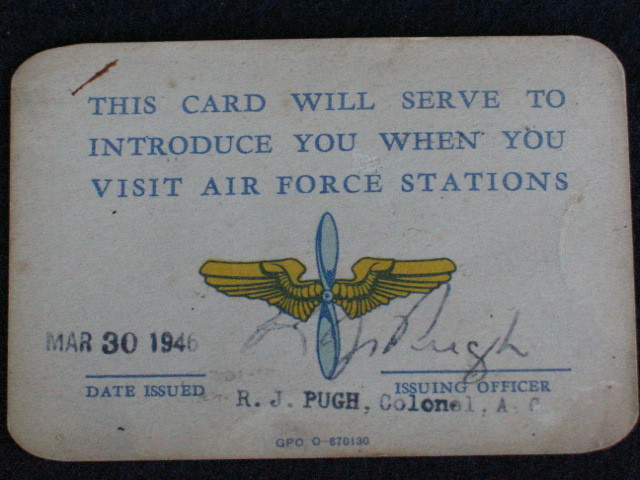 THIS CARD WILL SERVE TO
INTRODUCE YOU WHEN YOU
VISIT AIR FORCE STATIONS
MAR 30 1946
R J Pugh
DATE ISSUED
ISSUING OFFICER
R. J. PUGH, Colonel, A. C.
GPO O-670130